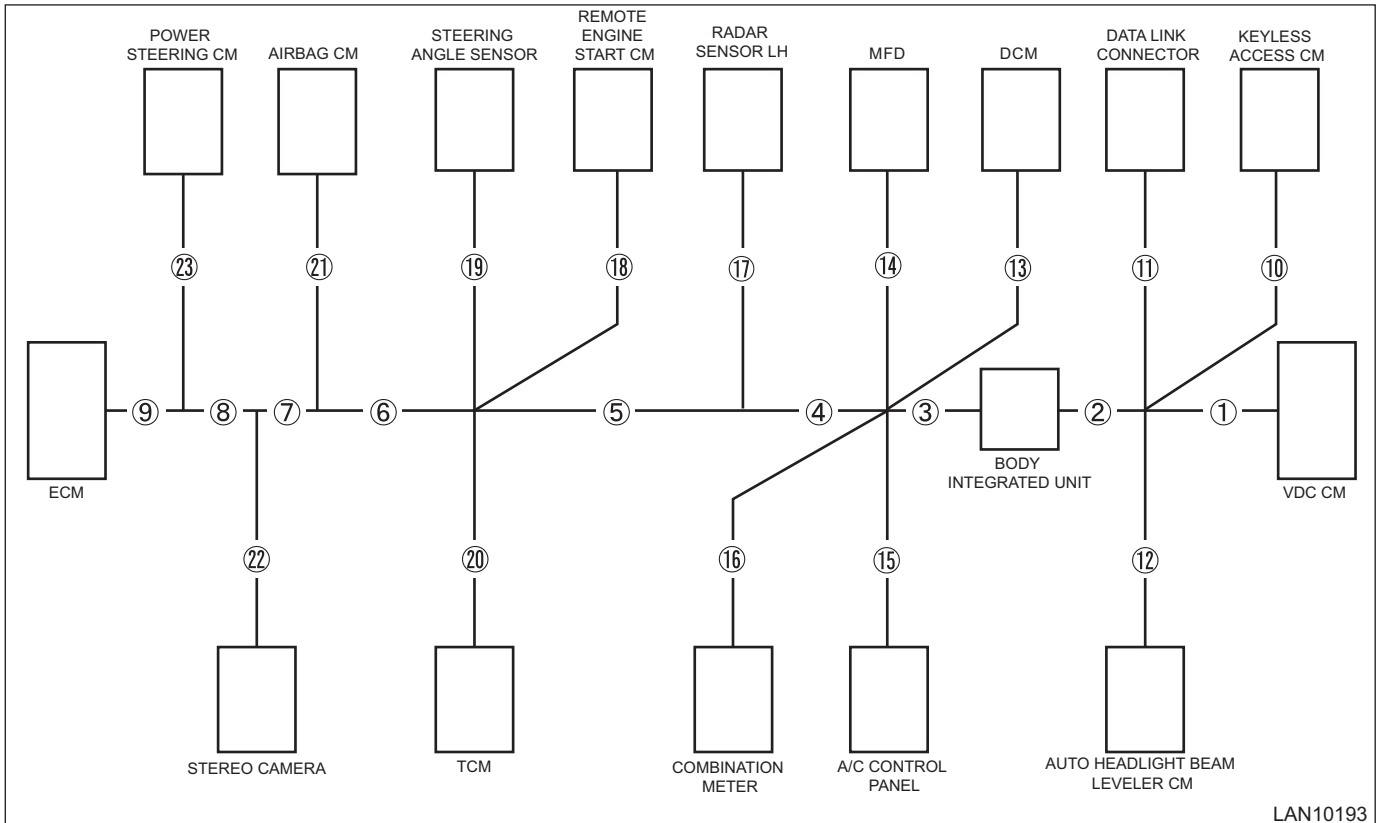 POWER
STEERING CM
AIRBAG CM
STEERING
ANGLE SENSOR
REMOTE
ENGINE
START CM
RADAR
SENSOR LH
MFD
DCM
DATA LINK
CONNECTOR
KEYLESS
ACCESS CM
㉓
㉑
⑲
⑱
⑰
⑭
⑬
⑪
⑩
⑨
⑧
⑦
⑥
⑤
④
③
②
①
ECM
BODY
INTEGRATED UNIT
VDC CM
㉒
⑳
⑯
⑮
⑫
STEREO CAMERA
TCM
COMBINATION
METER
A/C CONTROL
PANEL
AUTO HEADLIGHT BEAM
LEVELER CM
LAN10193